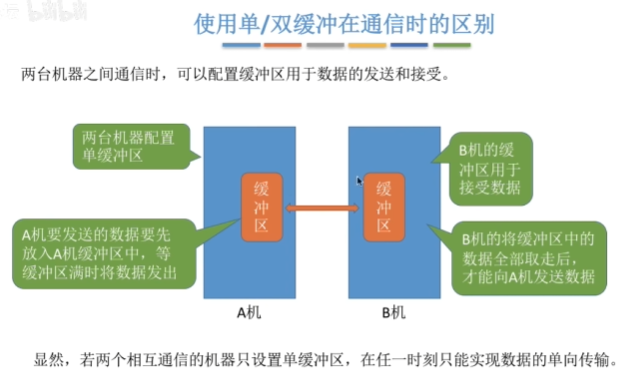 bilibili
使用单/双缓冲在通信时的区别
两台机器之间通信时，可以配置缓冲区用于数据的发送和接受。
两台机器配置
单缓冲区
B机的缓
冲区用于
接受数据
缓
冲
区
缓
冲
区
A机要发送的数据要先
放入A机缓冲区中，等
缓冲区满时将数据发出
B机的将缓冲区中的
数据全部取走后，
才能向A机发送数据
A机
B机
显然，若两个相互通信的机器只设置单缓冲区，在任一时刻只能实现数据的单向传输。